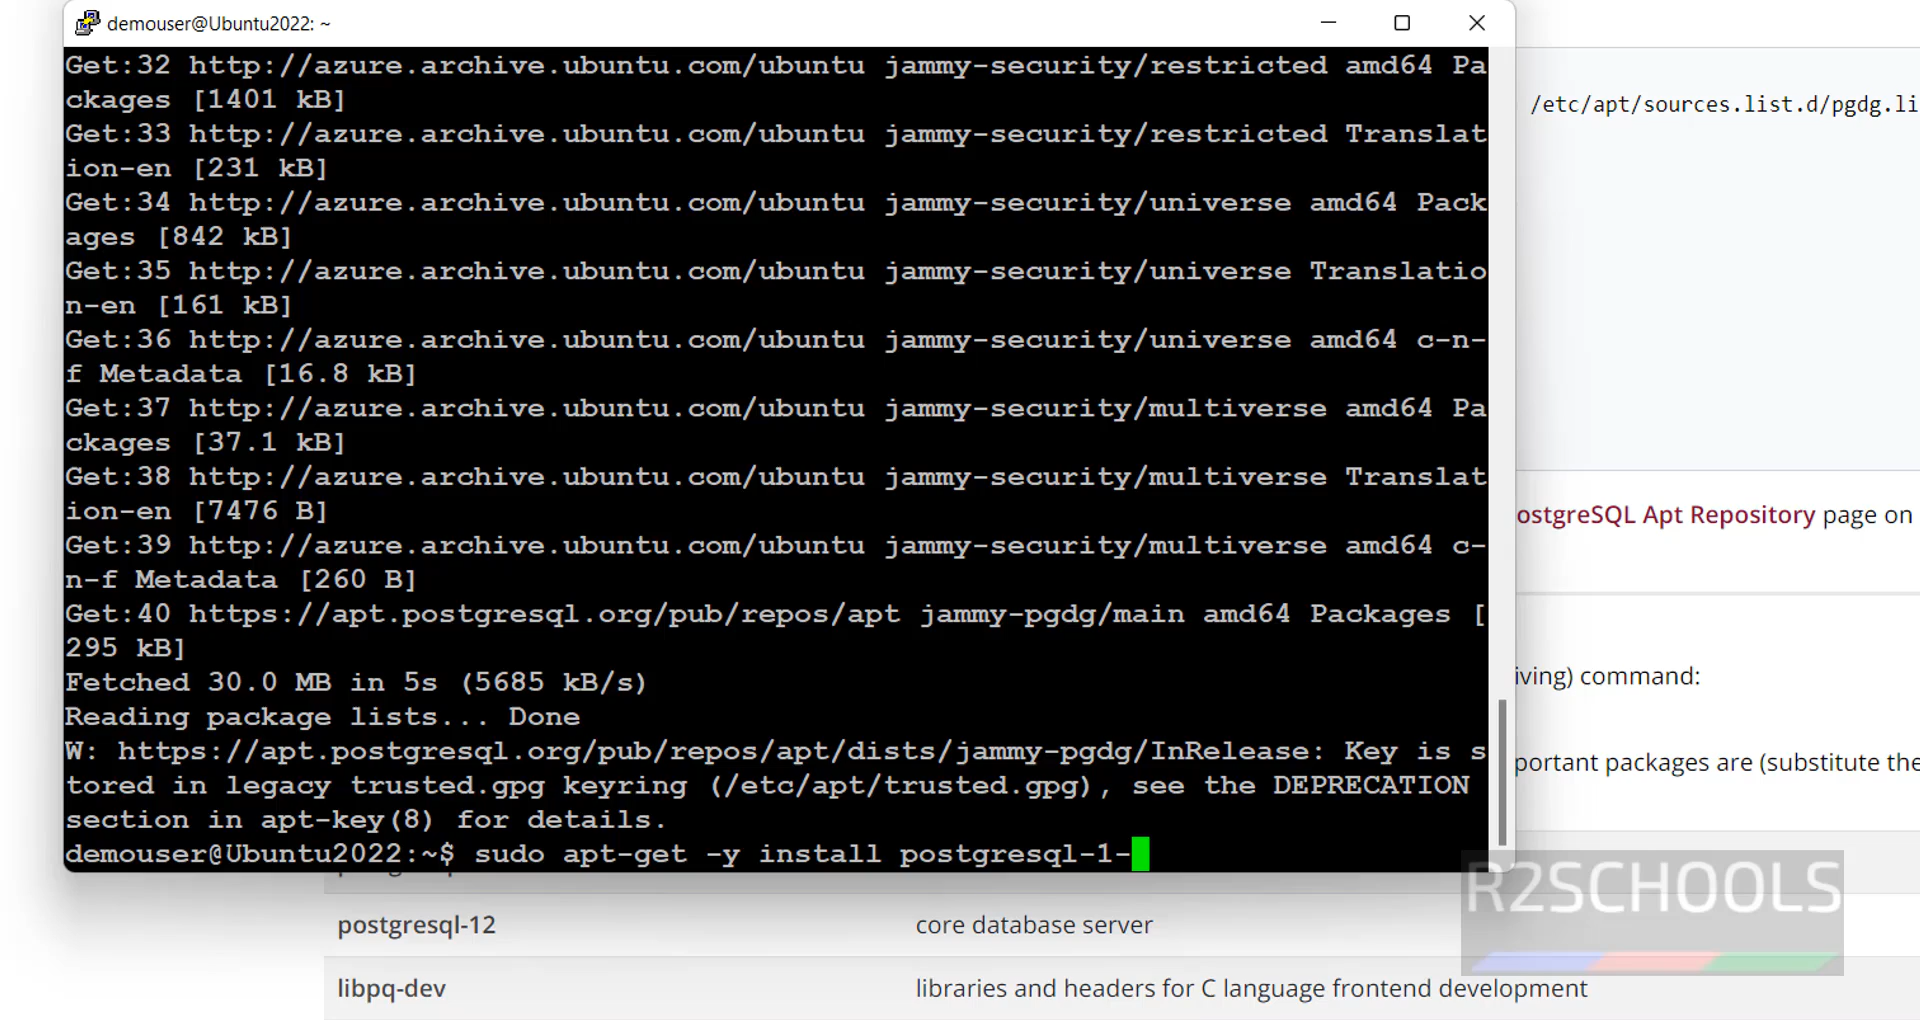 demouser@Ubuntu2022: ~
Get:32 http://azure.archive.ubuntu.com/ubuntu jammy-security/restricted amd64 Pa
ckages [1401 kB]
Get:33 http://azure.archive.ubuntu.com/ubuntu jammy-security/restricted Translat
ion-en [231 kB]
Get:34 http://azure.archive.ubuntu.com/ubuntu jammy-security/universe amd64 Pack
ages [842 kB]
Get:35 http://azure.archive.ubuntu.com/ubuntu jammy-security/universe Translatio
n-en [161 kB]
Get:36 http://azure.archive.ubuntu.com/ubuntu jammy-security/universe amd64 c-n-
f Metadata [16.8 kB]
Get:37 http://azure.archive.ubuntu.com/ubuntu jammy-security/multiverse amd64 Pa
ckages [37.1 kB]
Get:38 http://azure.archive.ubuntu.com/ubuntu jammy-security/multiverse Translat
ion-en [7476 B]
Get:39 http://azure.archive.ubuntu.com/ubuntu jammy-security/multiverse amd64 c-
n-f Metadata [260 B]
Get:40 https://apt.postgresql.org/pub/repos/apt jammy-pgdg/main amd64 Packages [
295 kB]
Fetched 30.0 MB in 5s (5685 kB/s)
Reading package lists... Done
W: https://apt.postgresql.org/pub/repos/apt/dists/jammy-pgdg/InRelease: Key is s
tored in legacy trusted.gpg keyring (/etc/apt/trusted.gpg), see the DEPRECATION
section in apt-key(8) for details.
demouser@Ubuntu2022:~$ sudo apt-get -y install postgresql-1-
/etc/apt/sources.list.d/pgdg.li
ostgreSQL Apt Repository page on
iving) command:
portant packages are (substitute the
postgresql-12 core database server
libpq-dev libraries and headers for C language frontend development
R2SCHOOLS